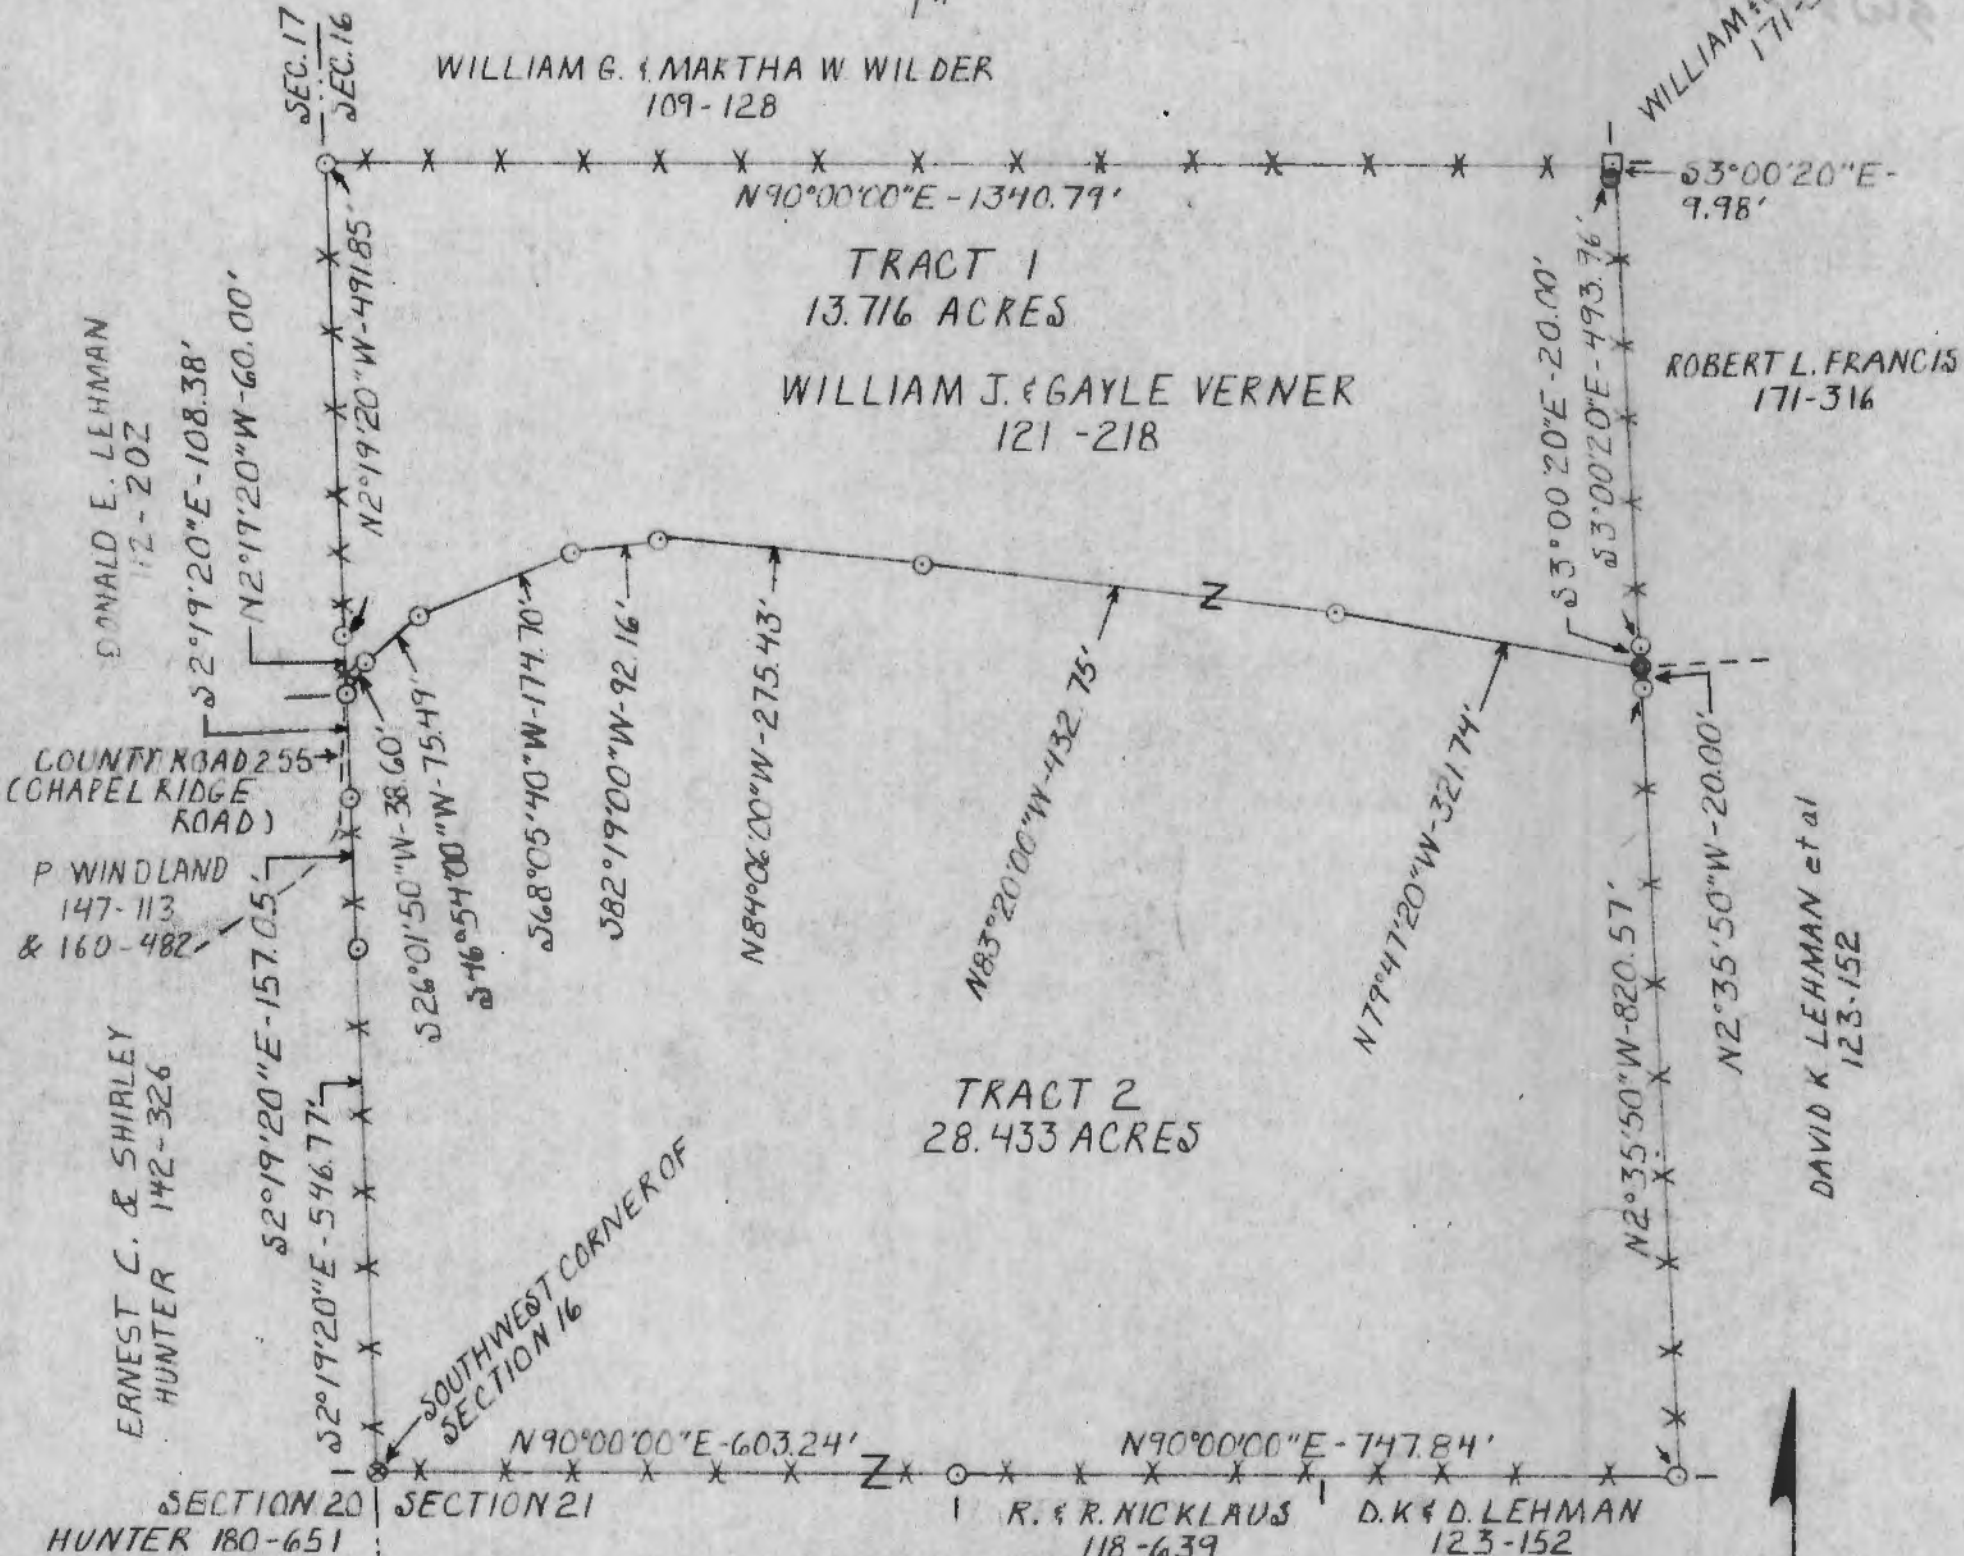 SEC. 17
SEC. 16
WILLIAM G. & MARTHA W WILDER
109-128
WILLIAM &
171-
N90°00'00"E-1340.79'
S3°00'20"E-
9.98'
TRACT 1
13.716 ACRES
WILLIAM J. & GAYLE VERNER
121-218
ROBERT L. FRANCIS
171-316
DONALD E. LEHMAN
S2°19'20"E-108.38'
N2°19'20"W-60.00'
N2°19'20"W-491.85'
S3°00'20"E-20.00'
S3°00'20"E-493.96'
COUNTY ROAD 255
(CHAPEL RIDGE
ROAD)
P WINDLAND
147-113
& 160-482
S26°01'50"W-38.60'
S46°54'00"W-75.49'
S68°05'40"W-174.70'
S82°19'00"W-92.16'
N84°06'00"W-275.43'
Z
N83°20'00"W-432.75'
N79°47'20"W-321.74'
N2°35'50"W-820.57'
N2°35'50"W-20.00'
DAVID K LEHMAN et al
123-152
ERNEST C. & SHIRLEY
HUNTER 142-326
S2°19'20"E-157.05'
S2°19'20"E-546.77'
TRACT 2
28.433 ACRES
SOUTHWEST CORNER OF
SECTION 16
N90°00'00"E-603.24'
Z
N90°00'00"E-747.84'
SECTION 20
SECTION 21
HUNTER 180-651
R. & R. NICKLAUS
118-639
D.K & D. LEHMAN
123-152